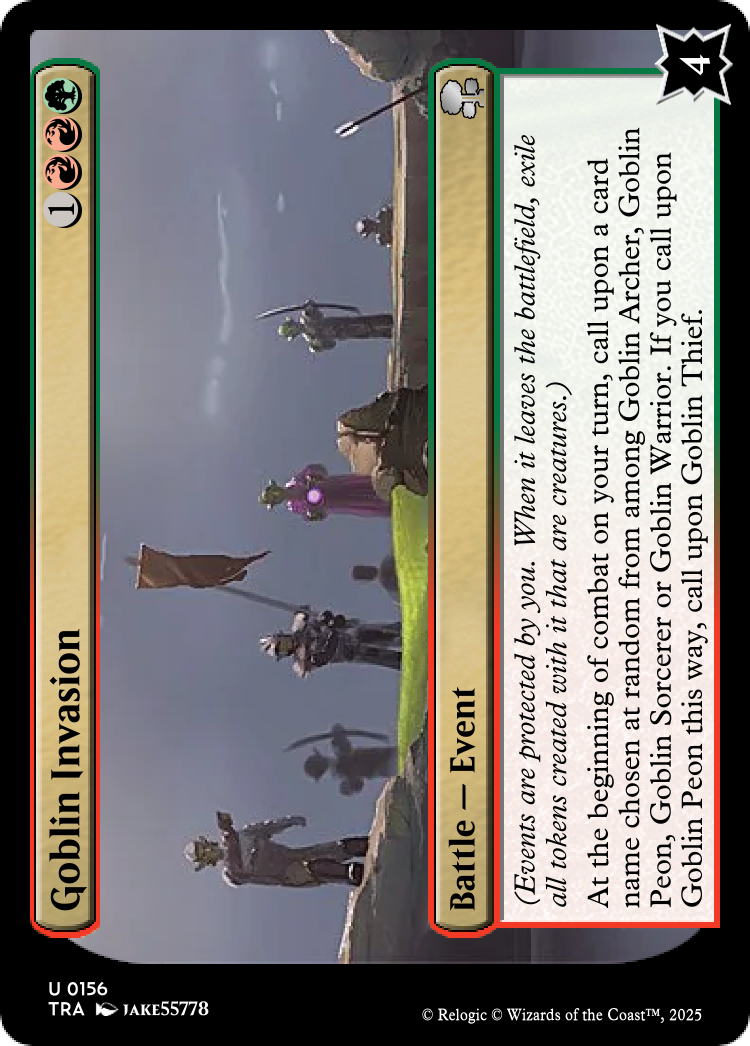 Goblin Invasion
1
Battle — Event
(Events are protected by you. When it leaves the battlefield, exile
all tokens created with it that are creatures.)
At the beginning of combat on your turn, call upon a card
name chosen at random from among Goblin Archer, Goblin
Peon, Goblin Sorcerer or Goblin Warrior. If you call upon
Goblin Peon this way, call upon Goblin Thief.
4
U 0156
TRA JAKE55778
© Relogic © Wizards of the Coast™, 2025